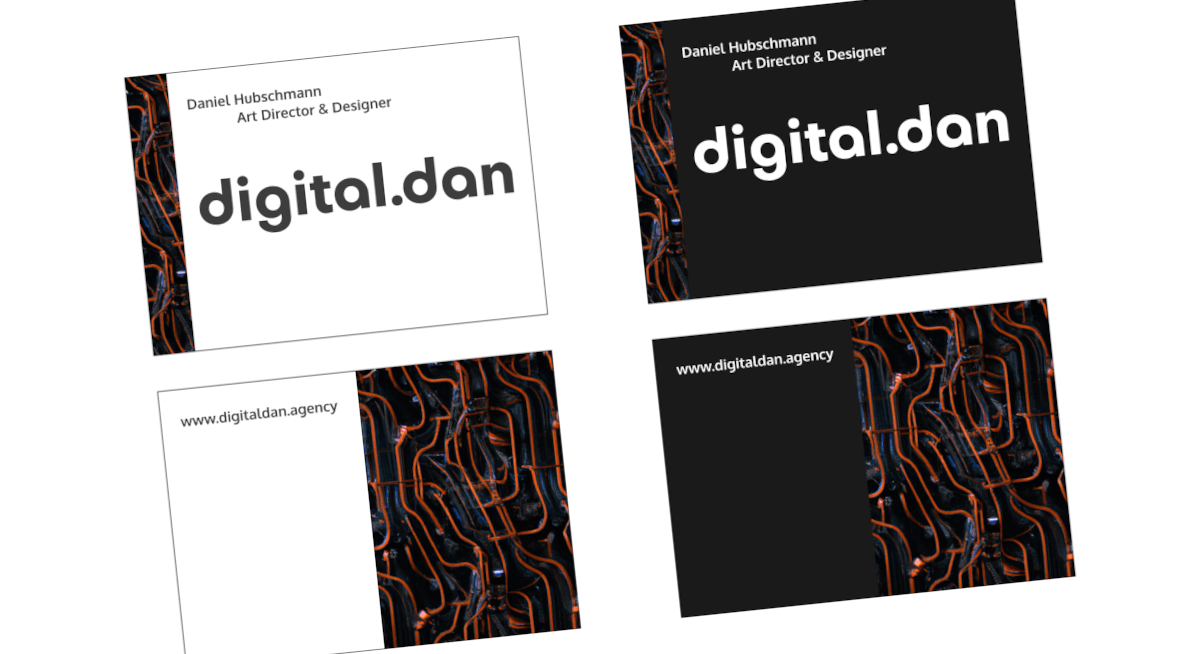 Daniel Hubschmann
Art Director & Designer
digital.dan
Daniel Hubschmann
Art Director & Designer
digital.dan
www.digitaldan.agency
www.digitaldan.agency